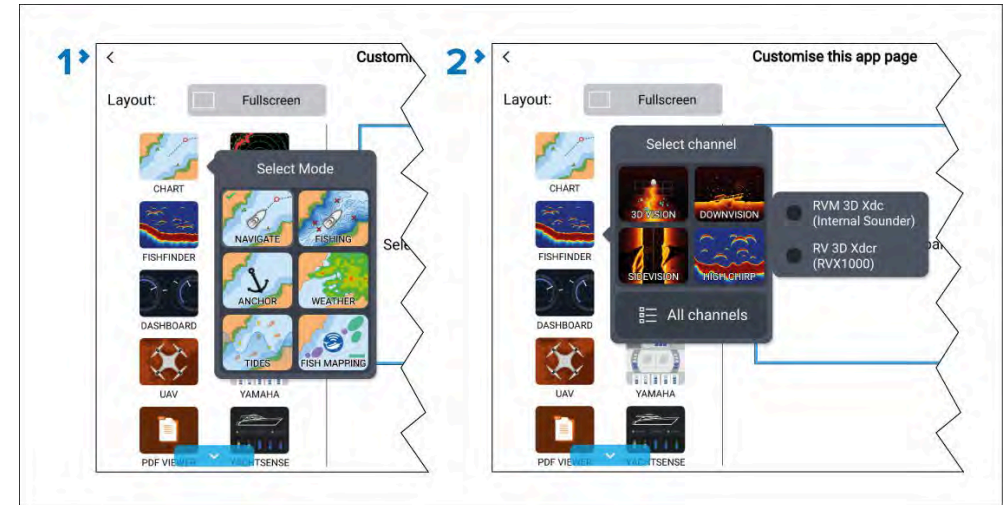 1
Customi
Layout:
Fullscreen
CHART
Select Mode
NAVIGATE
FISHING
FISHFINDER
Sele
ANCHOR
WEATHER
DASHBOARD
TIDES
FISH MAPPING
UAV
YAMAHA
PDF VIEWER
YACHTSENSE
2
Customise this app page
Layout:
Fullscreen
CHART
Select channel
3D VISION
DOWNVISION
RVM 3D Xdc
(Internal Sounder)
RV 3D Xdcr
(RVX1000)
FISHFINDER
SIDEVISION
HIGH CHIRP
DASHBOARD
All channels
UAV
YAMAHA
PDF VIEWER
YACHTSENSE